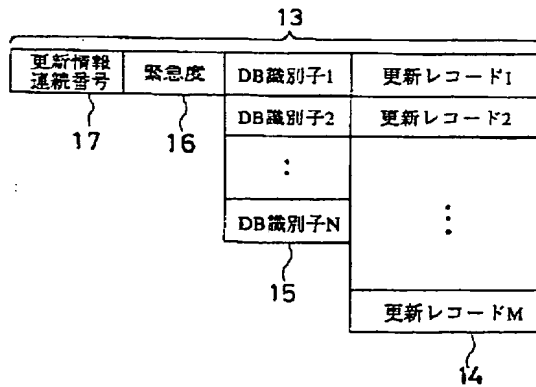 13
更新情報
連続番号
緊急度
DB識別子1
更新レコード1
17
16
DB識別子2
更新レコード2
:
DB識別子N
⋮
15
更新レコードM
14